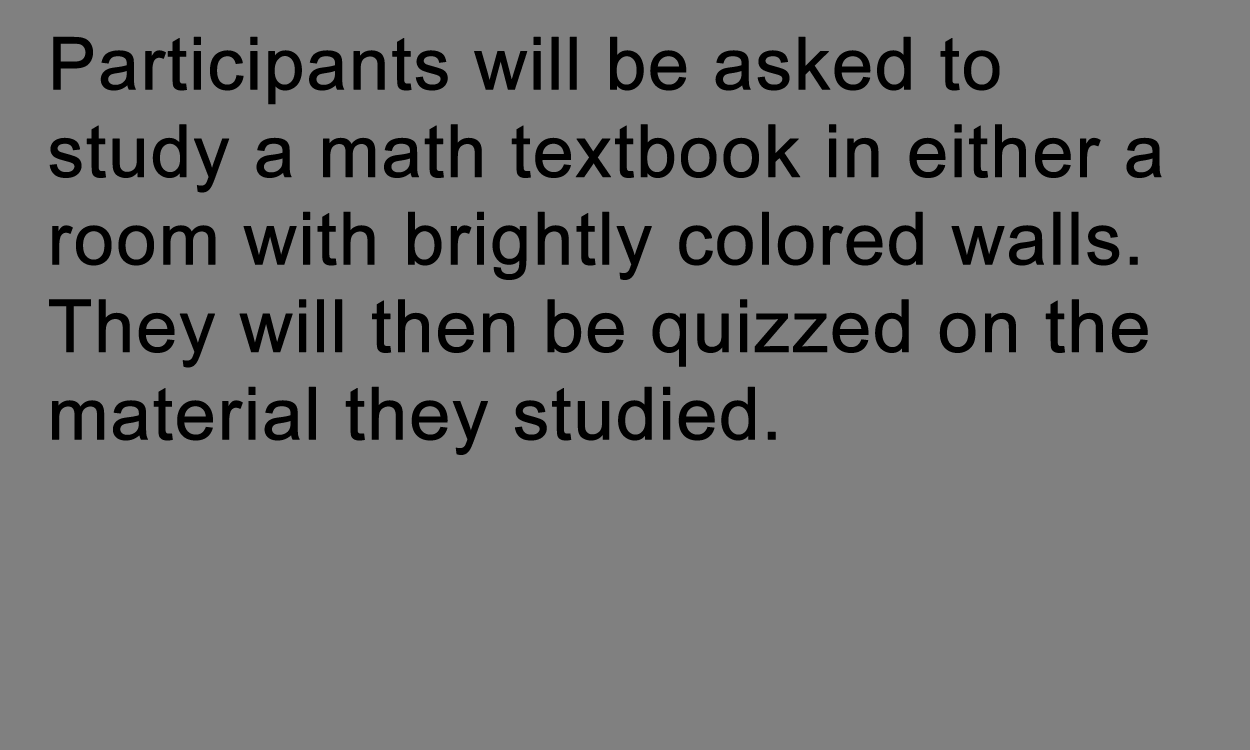 Participants will be asked to
study a math textbook in either a
room with brightly colored walls.
They will then be quizzed on the
material they studied.